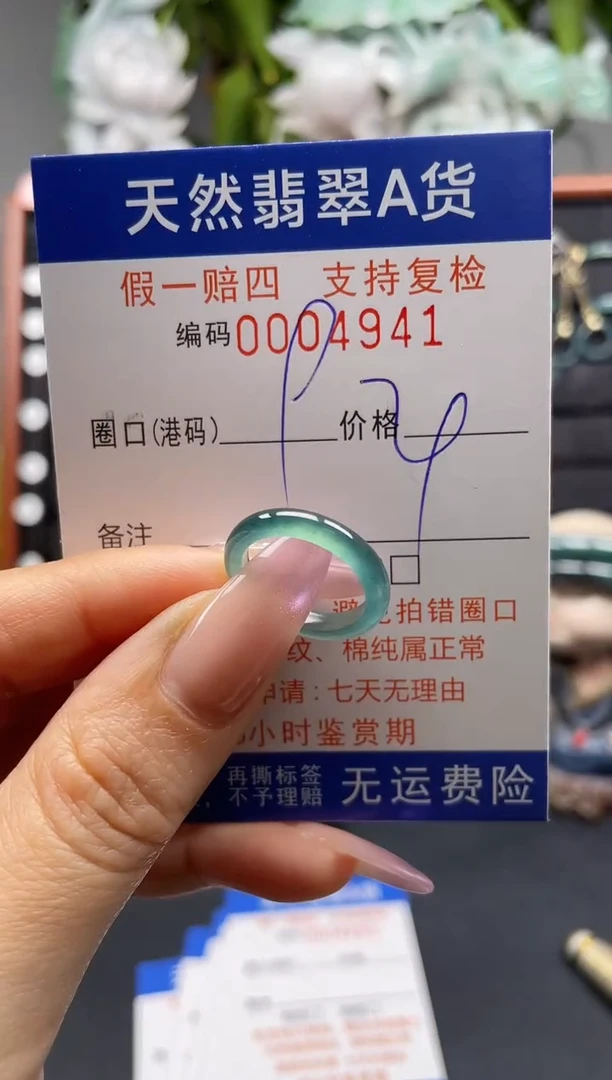 天然翡翠A货
假一赔四 支持复检
编码0004941
圈口(港码) 价格
备注
避 拍错圈口
纹、棉纯属正常
申请:七天无理由
小时鉴赏期
再撕标签
不予理赔
无运费险